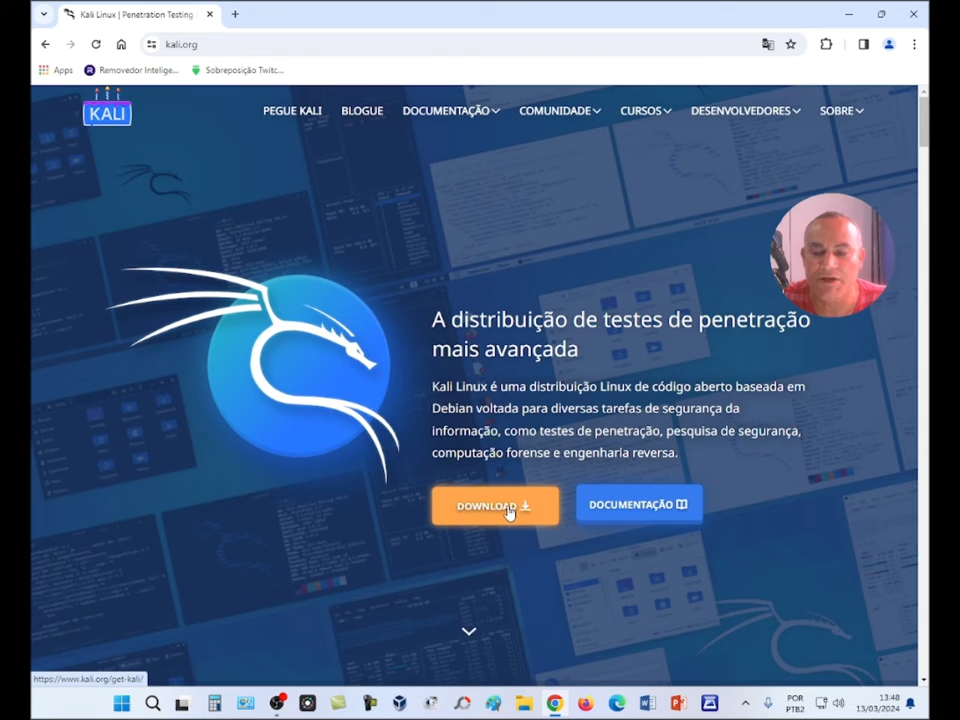 Kali Linux | Penetration Testing
kali.org
Apps
Removedor Intelige...
Sobreposição Twitc...
KALI
PEGUE KALI
BLOGUE
DOCUMENTAÇÃO
COMUNIDADE
CURSOS
DESENVOLVEDORES
SOBRE
A distribuição de testes de penetração
mais avançada
Kali Linux é uma distribuição Linux de código aberto baseada em
Debian voltada para diversas tarefas de segurança da
informação, como testes de penetração, pesquisa de segurança,
computação forense e engenharia reversa.
DOWNLOAD
DOCUMENTAÇÃO
https://www.kali.org/get-kali/
POR
PTB2
13:48
13/03/2024